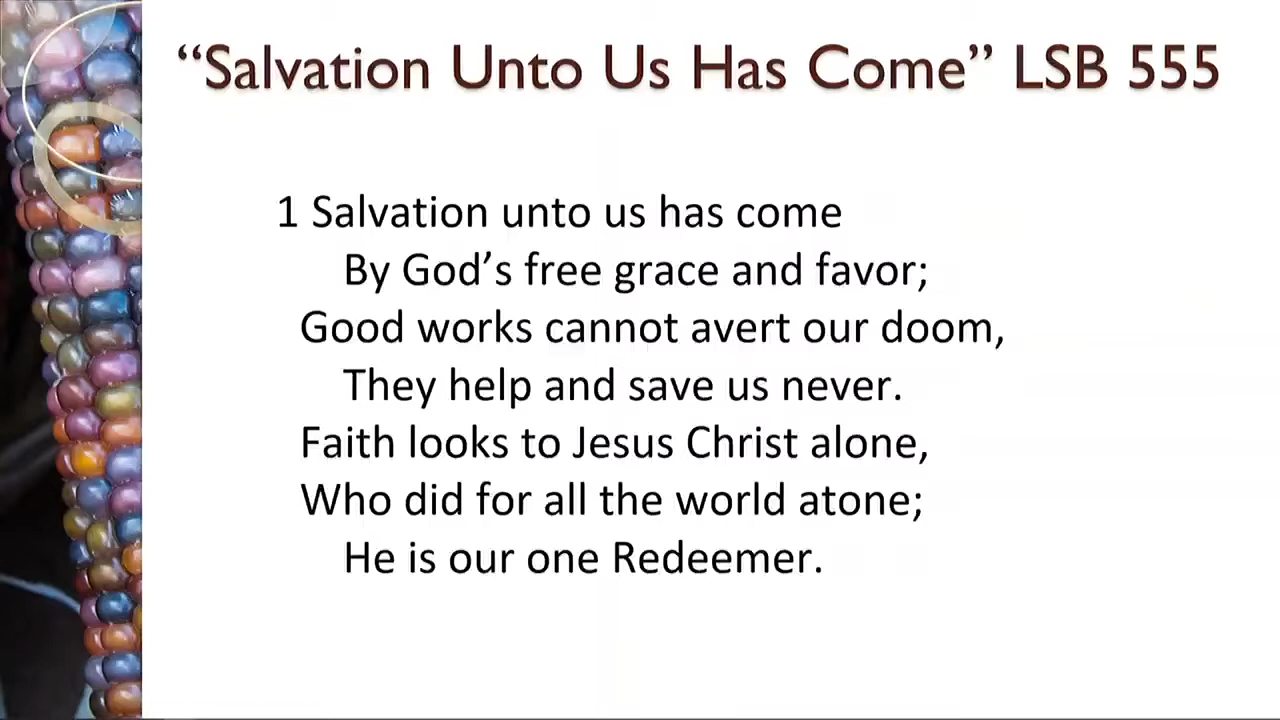 “Salvation Unto Us Has Come” LSB 555
1 Salvation unto us has come
By God’s free grace and favor;
Good works cannot avert our doom,
They help and save us never.
Faith looks to Jesus Christ alone,
Who did for all the world atone;
He is our one Redeemer.